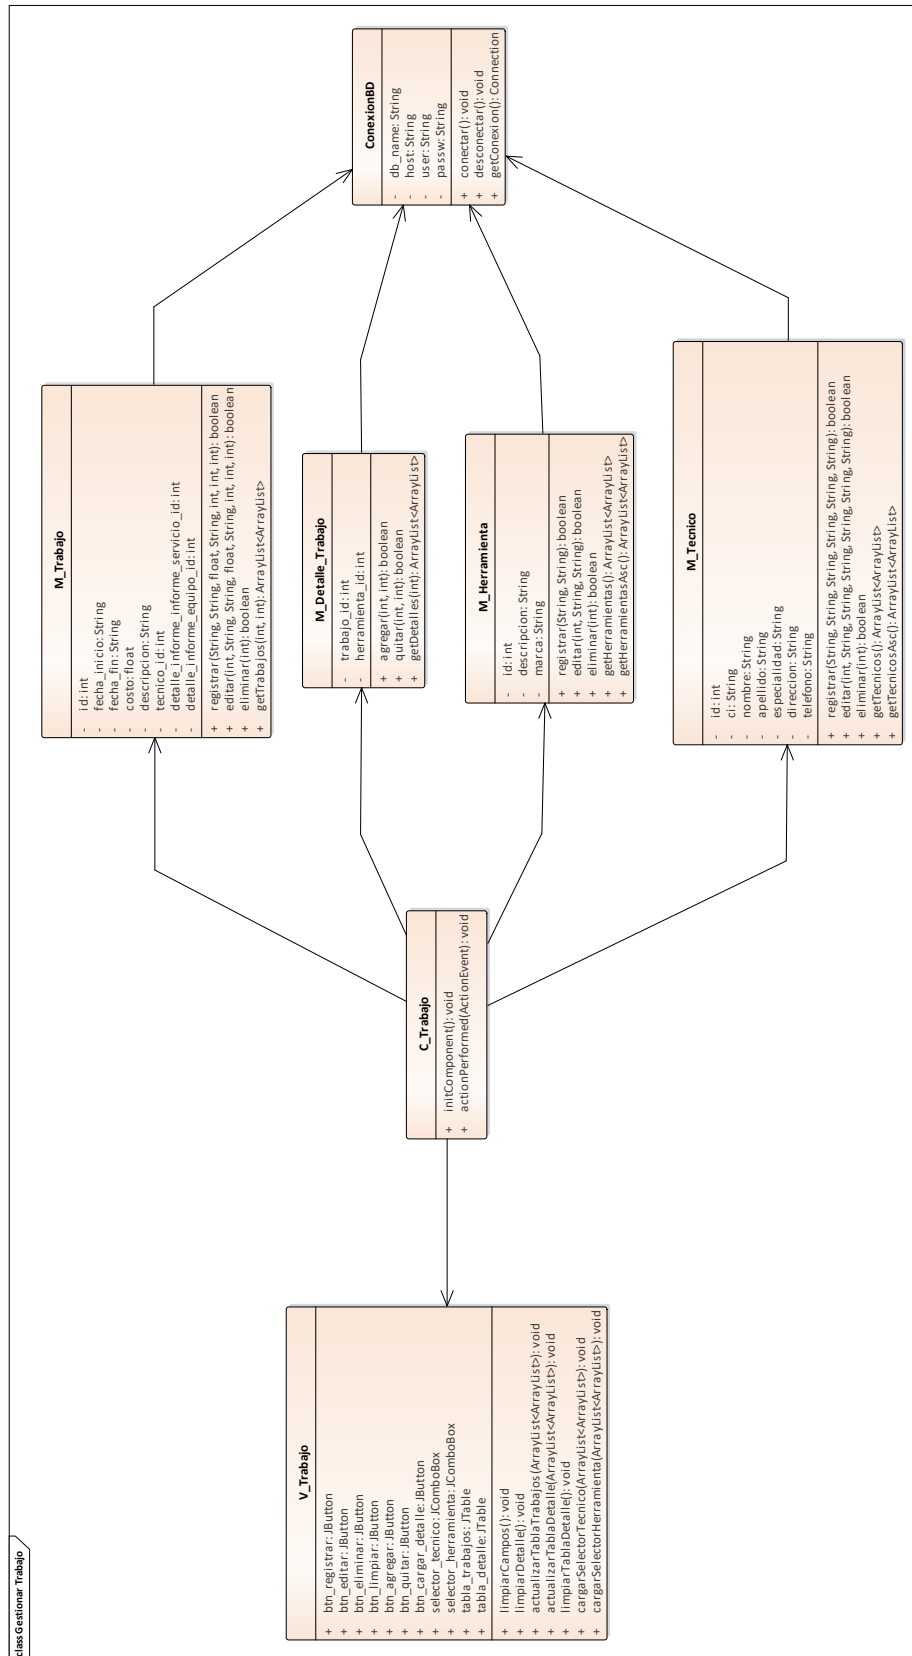 class Gestionar Trabajo
V_Trabajo
+ btn_registrar: JButton
+ btn_editar: JButton
+ btn_eliminar: JButton
+ btn_limpiar: JButton
+ btn_agregar: JButton
+ btn_quitar: JButton
+ btn_cargar_detalle: JButton
+ selector_tecnico: JComboBox
+ selector_herramienta: JComboBox
+ tabla_trabajos: JTable
+ tabla_detalle: JTable
+ limpiarCampos(): void
+ limpiarDetalle(): void
+ actualizarTablaTrabajos(ArrayList<ArrayList>): void
+ actualizarTablaDetalle(ArrayList<ArrayList>): void
+ limpiarTablaDetalle(): void
+ cargarSelectorTecnico(ArrayList<ArrayList>): void
+ cargarSelectorHerramienta(ArrayList<ArrayList>): void
C_Trabajo
+ initComponent(): void
+ actionPerformed(ActionEvent): void
M_Trabajo
- id: int
- fecha_inicio: String
- fecha_fin: String
- costo: float
- descripcion: String
- tecnico_id: int
- detalle_informe_servicio_id: int
- detalle_informe_equipo_id: int
+ registrar(String, String, float, String, int, int, int): boolean
+ editar(int, String, String, float, String, int, int, int): boolean
+ eliminar(int): boolean
+ getTrabajos(int, int): ArrayList<ArrayList>
M_Detalle_Trabajo
- trabajo_id: int
- herramienta_id: int
+ agregar(int, int): boolean
+ quitar(int, int): boolean
+ getDetalles(int): ArrayList<ArrayList>
M_Herramienta
- id: int
- descripcion: String
- marca: String
+ registrar(String, String): boolean
+ editar(int, String, String): boolean
+ eliminar(int): boolean
+ getHerramientas(): ArrayList<ArrayList>
+ getHerramientasAsc(): ArrayList<ArrayList>
M_Tecnico
- id: int
- ci: String
- nombre: String
- apellido: String
- especialidad: String
- direccion: String
- telefono: String
+ registrar(String, String, String, String, String, String): boolean
+ editar(int, String, String, String, String, String, String): boolean
+ eliminar(int): boolean
+ getTecnicos(): ArrayList<ArrayList>
+ getTecnicosAsc(): ArrayList<ArrayList>
ConexionBD
- db_name: String
- host: String
- user: String
- passw: String
+ conectar(): void
+ desconectar(): void
+ getConexion(): Connection